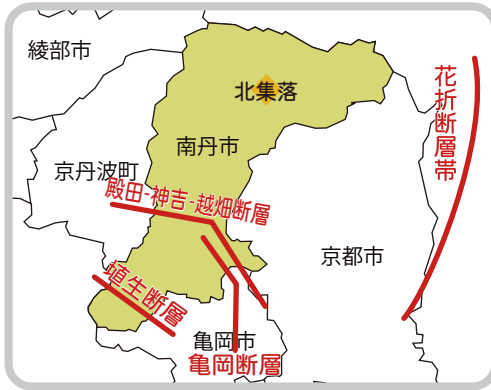 綾部市
花折断層帯
北集落
南丹市
京丹波町
殿田-神吉-越畑断層
京都市
埴生断層
亀岡市
亀岡断層